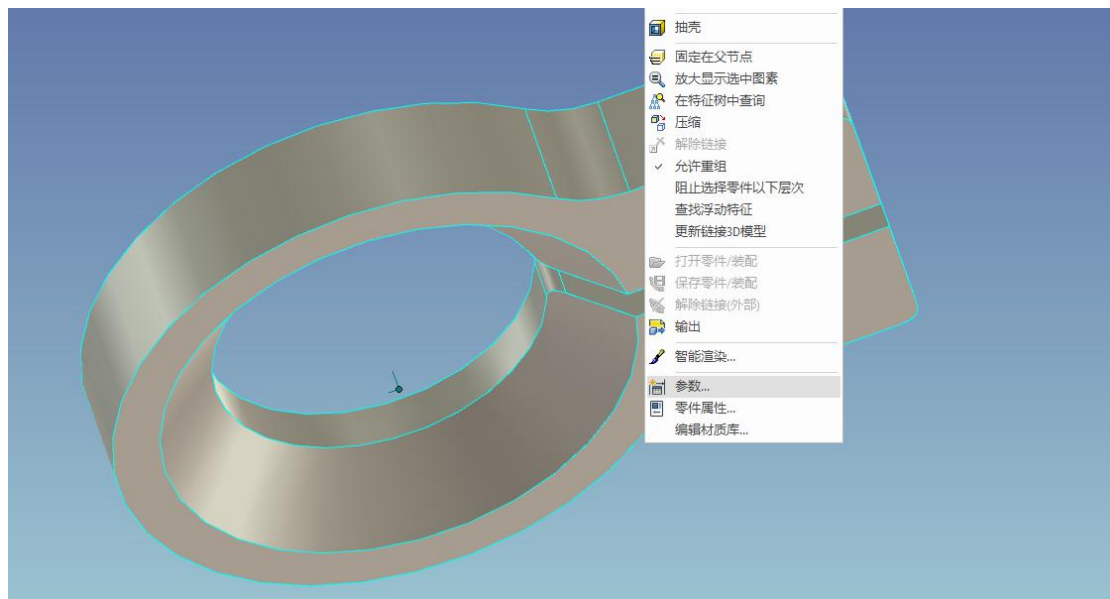 抽壳
固定在父节点
放大显示选中图素
在特征树中查询
压缩
解除链接
允许重组
阻止选择零件以下层次
查找浮动特征
更新链接3D模型
打开零件/装配
保存零件/装配
解除链接(外部)
输出
智能渲染...
参数...
零件属性...
编辑材质库...